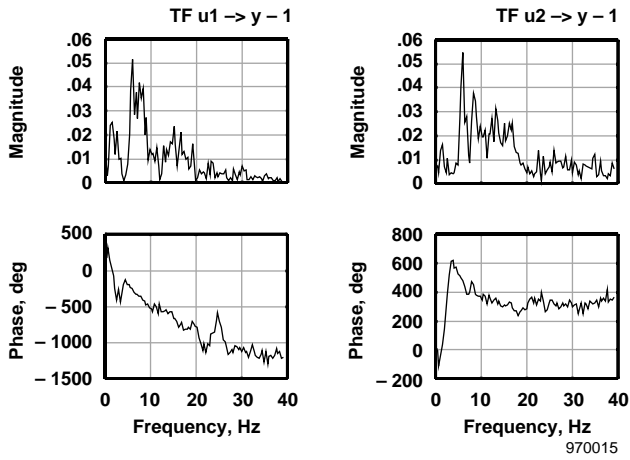 TF u1 –> y – 1
.06
.05
.04
.03
.02
.01
0
Magnitude
500
0
– 500
– 1000
– 1500
Phase, deg
0 10 20 30 40
Frequency, Hz
TF u2 –> y – 1
.06
.05
.04
.03
.02
.01
0
Magnitude
800
600
400
200
0
– 200
Phase, deg
0 10 20 30 40
Frequency, Hz
970015